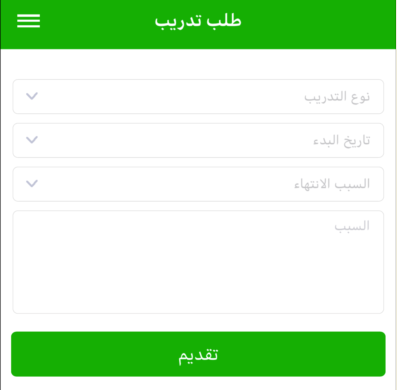 طلب تدريب
نوع التدريب
تاريخ البدء
السبب الانتهاء
السبب
تقديم